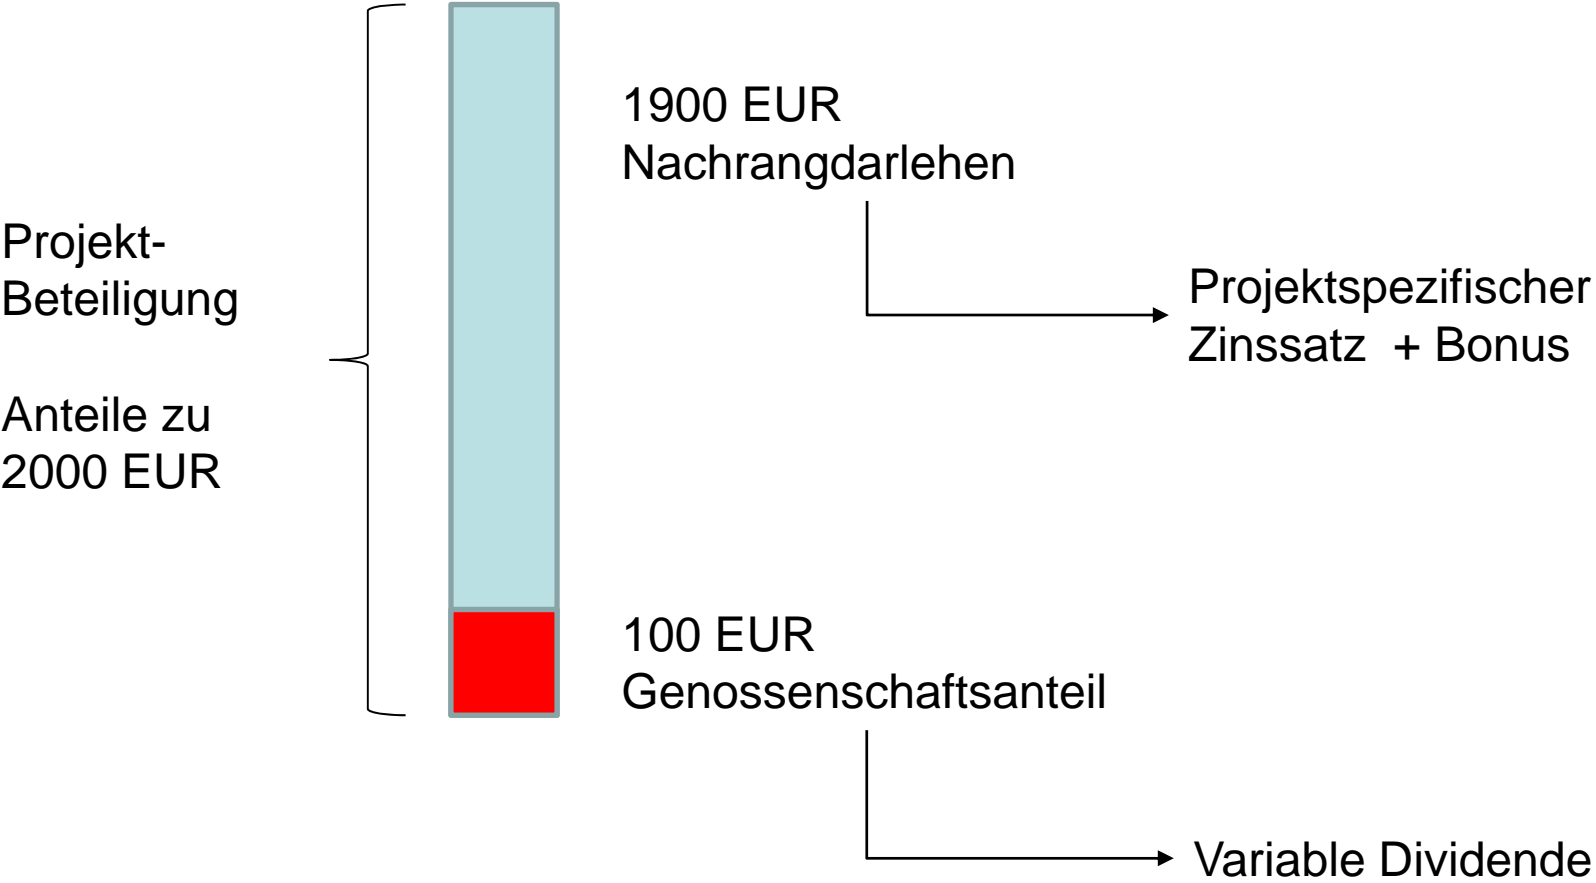 Projekt-
Beteiligung
Anteile zu
2000 EUR
1900 EUR
Nachrangdarlehen
Projektspezifischer
Zinssatz + Bonus
100 EUR
Genossenschaftsanteil
Variable Dividende